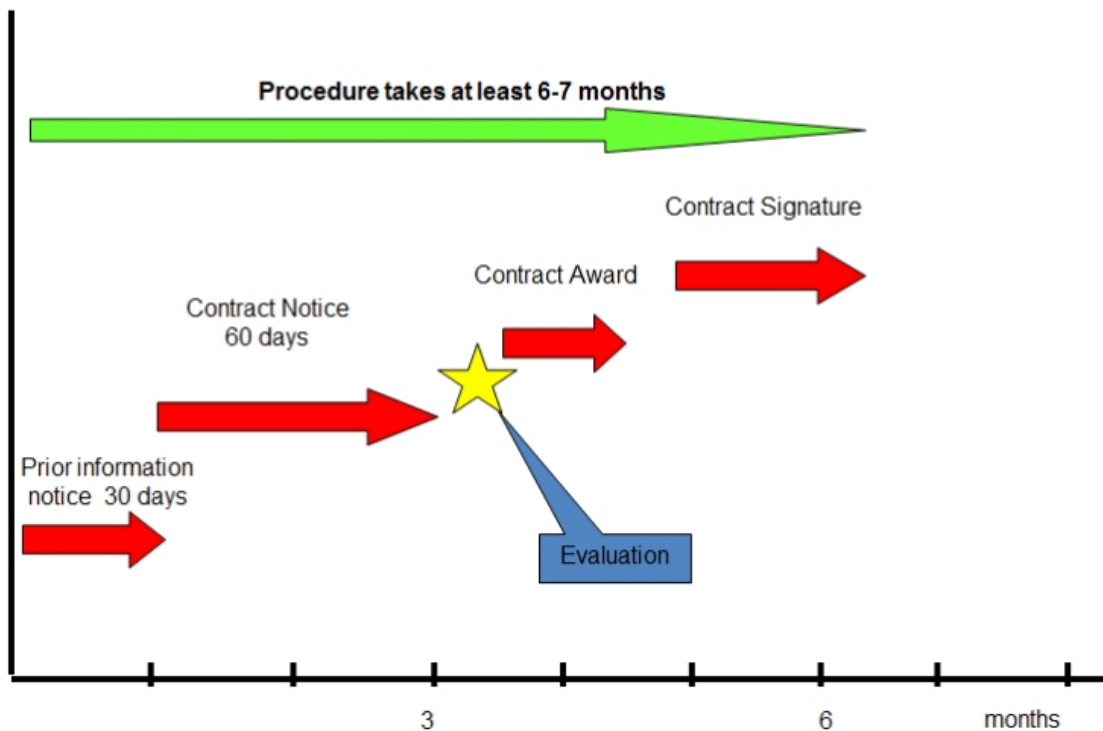 Procedure takes at least 6-7 months
Contract Signature
Contract Award
Contract Notice
60 days
Prior information
notice 30 days
Evaluation
3
6
months